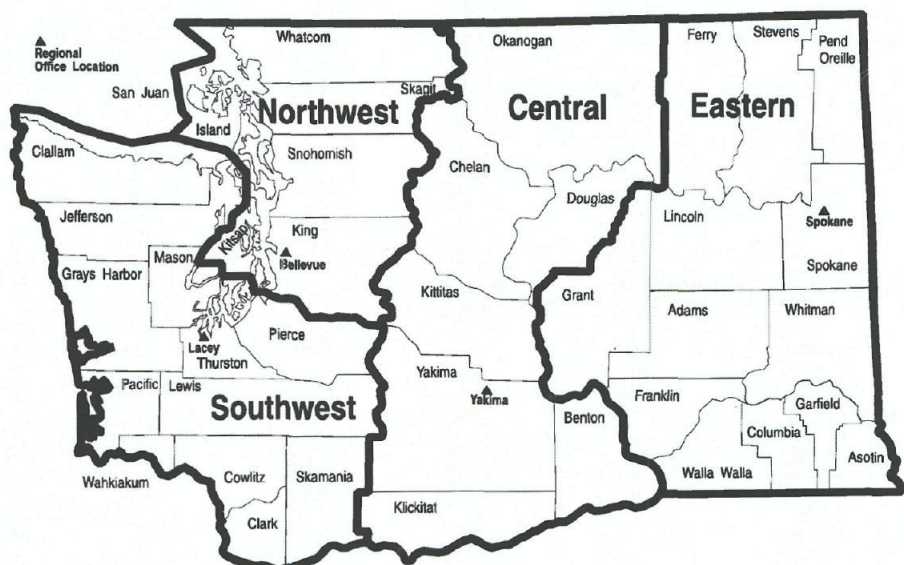 Whatcom
Okanogan
Ferry
Stevens
Pend
Oreille
Regional
Office Location
San Juan
Skagit
Island
Northwest
Central
Eastern
Clallam
Snohomish
Chelan
Douglas
Jefferson
Lincoln
Spokane
King
Kitsap
Mason
Bellevue
Grays Harbor
Spokane
Kittitas
Grant
Adams
Whitman
Pierce
Lacey
Thurston
Pacific
Lewis
Yakima
Yakima
Franklin
Garfield
Southwest
Benton
Columbia
Asotin
Walla Walla
Wahkiakum
Cowlitz
Skamania
Klickitat
Clark